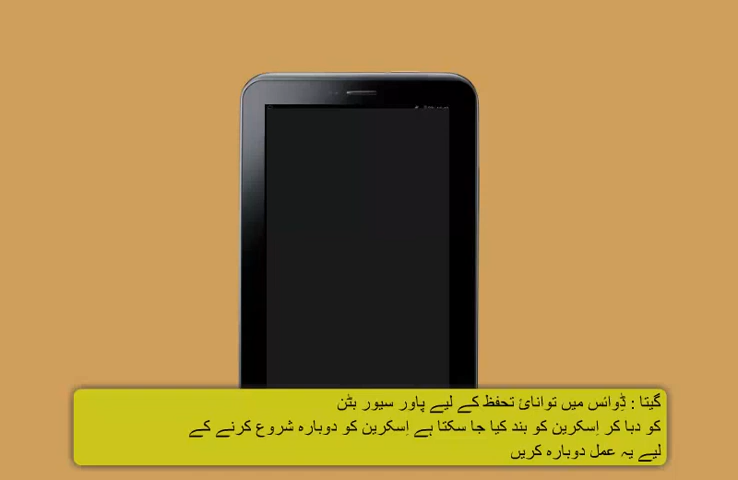 گیتا : ڈِوائس میں توانائ تحفظ کے لیے پاور سیور بٹن
کو دبا کر اِسکرین کو بند کیا جا سکتا ہے اِسکرین کو دوبارہ شروع کرنے کے
لیے یہ عمل دوبارہ کریں